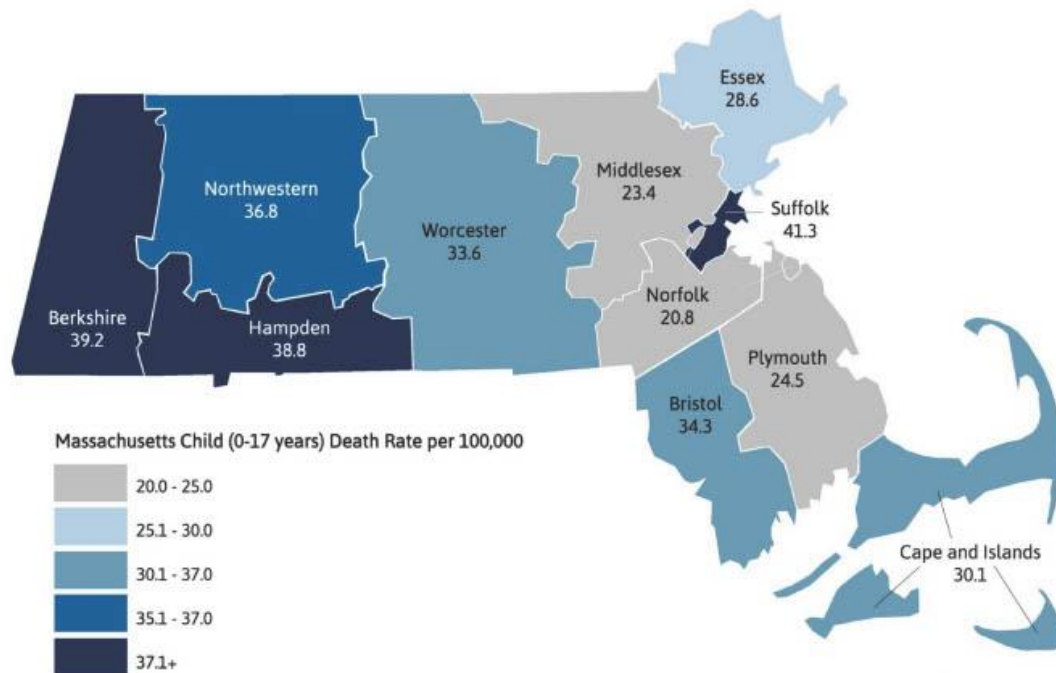 Essex
28.6
Middlesex
23.4
Suffolk
41.3
Northwestern
36.8
Worcester
33.6
Norfolk
20.8
Berkshire
39.2
Hampden
38.8
Plymouth
24.5
Bristol
34.3
Cape and Islands
30.1
Massachusetts Child (0-17 years) Death Rate per 100,000
20.0 - 25.0
25.1 - 30.0
30.1 - 37.0
35.1 - 37.0
37.1+